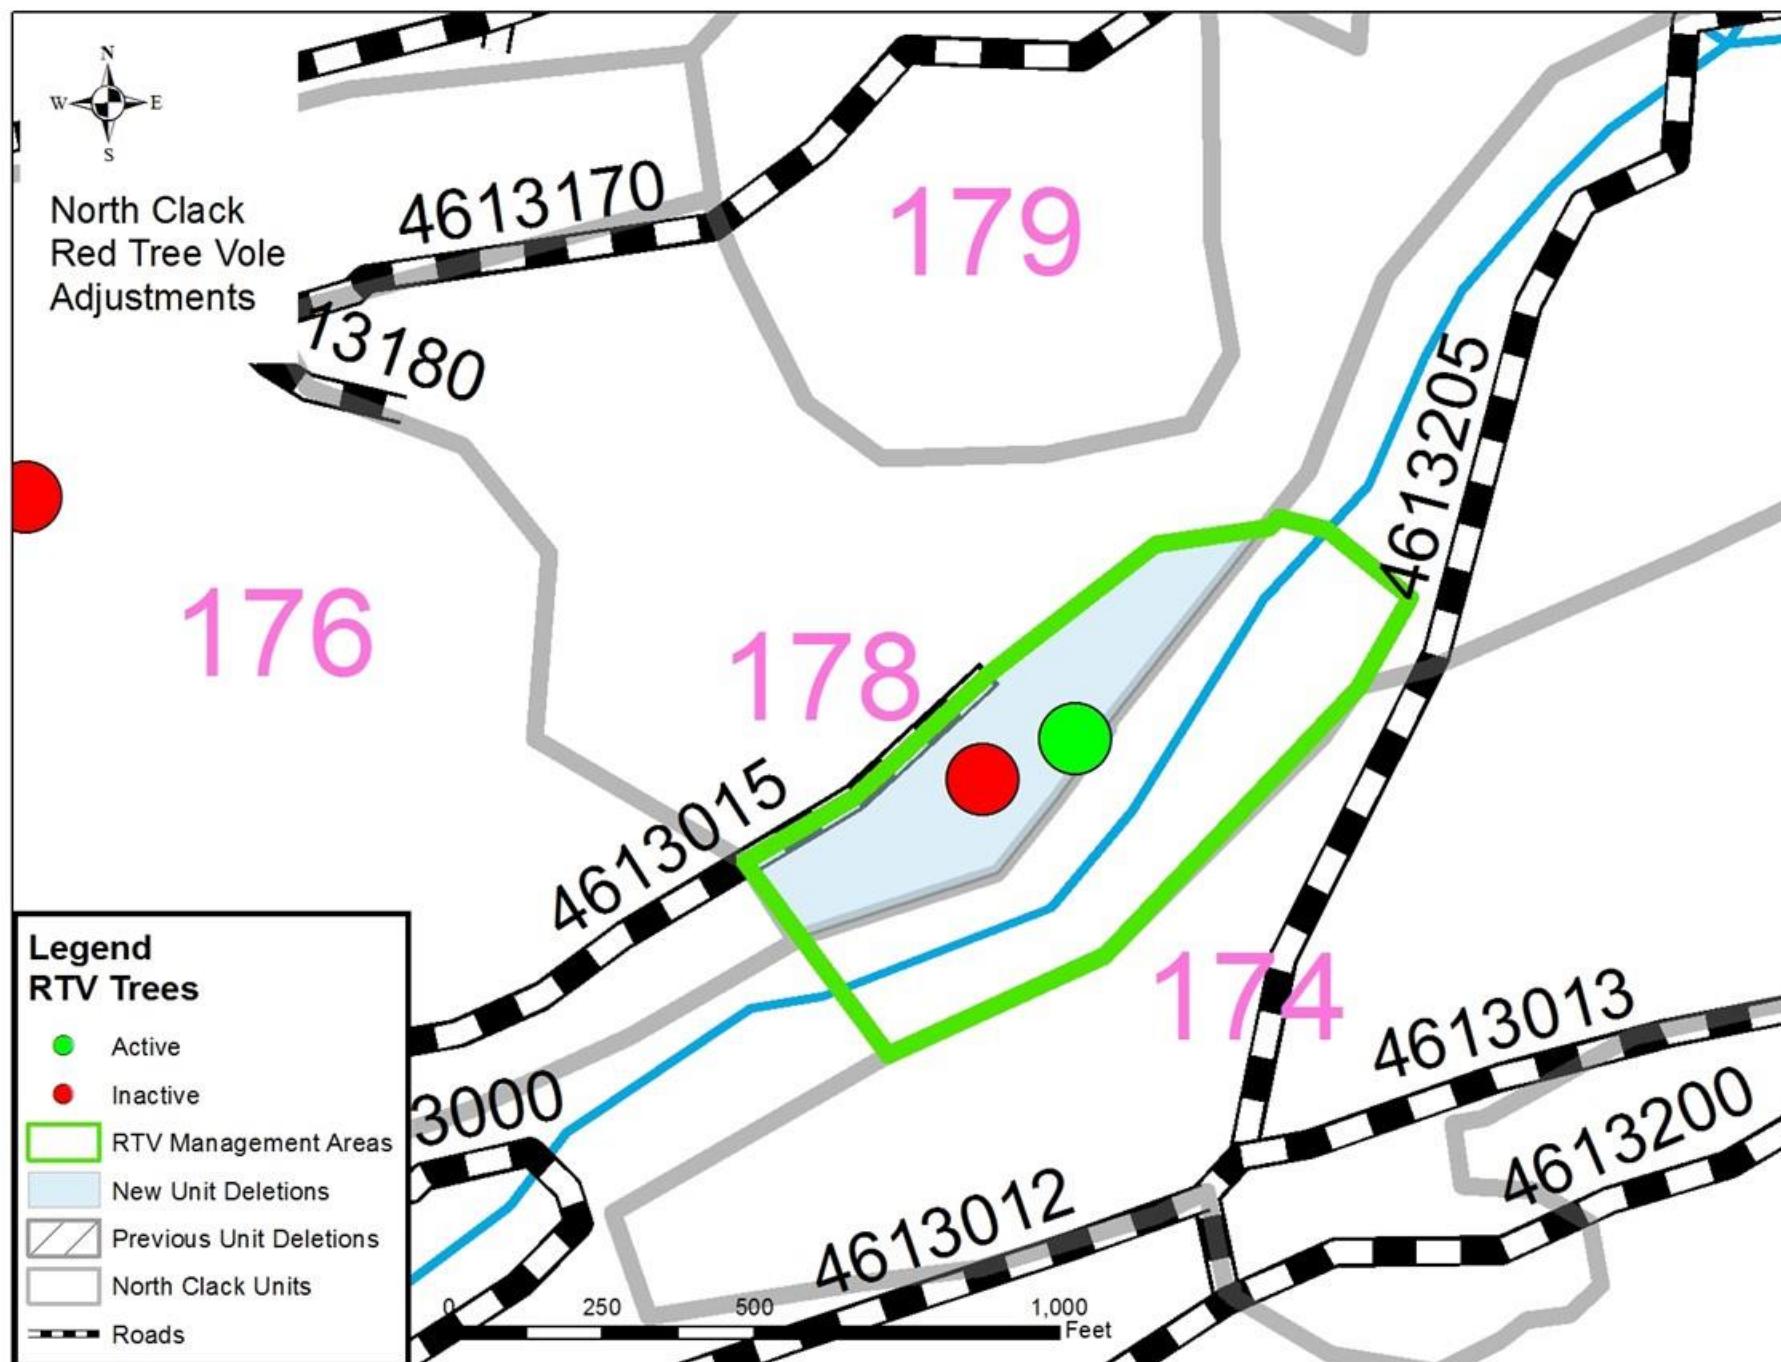 N
W E
S
North Clack
Red Tree Vole
Adjustments
4613170
13180
179
4613205
176
178
4613015
174
4613013
4613200
3000
4613012
Legend
RTV Trees
Active
Inactive
RTV Management Areas
New Unit Deletions
Previous Unit Deletions
North Clack Units
Roads
0 250 500 1,000
Feet